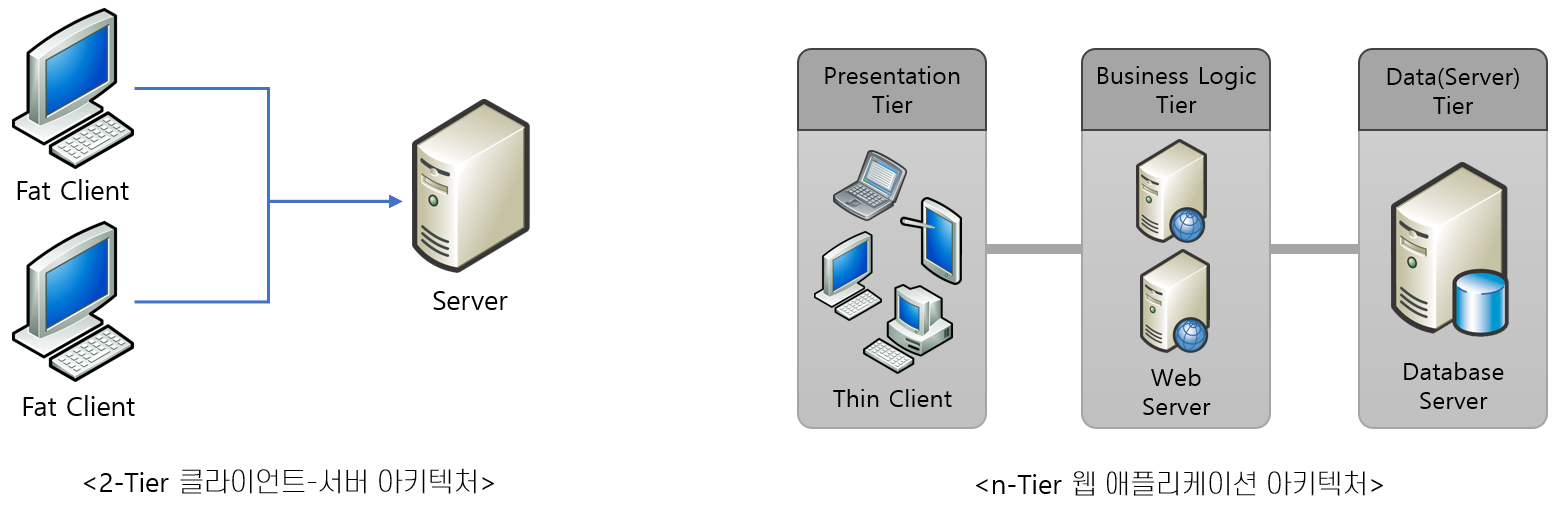 Fat Client
Fat Client
Server
<2-Tier 클라이언트-서버 아키텍처>
Presentation
Tier
Thin Client
Business Logic
Tier
Web
Server
Data(Server)
Tier
Database
Server
<n-Tier 웹 애플리케이션 아키텍처>